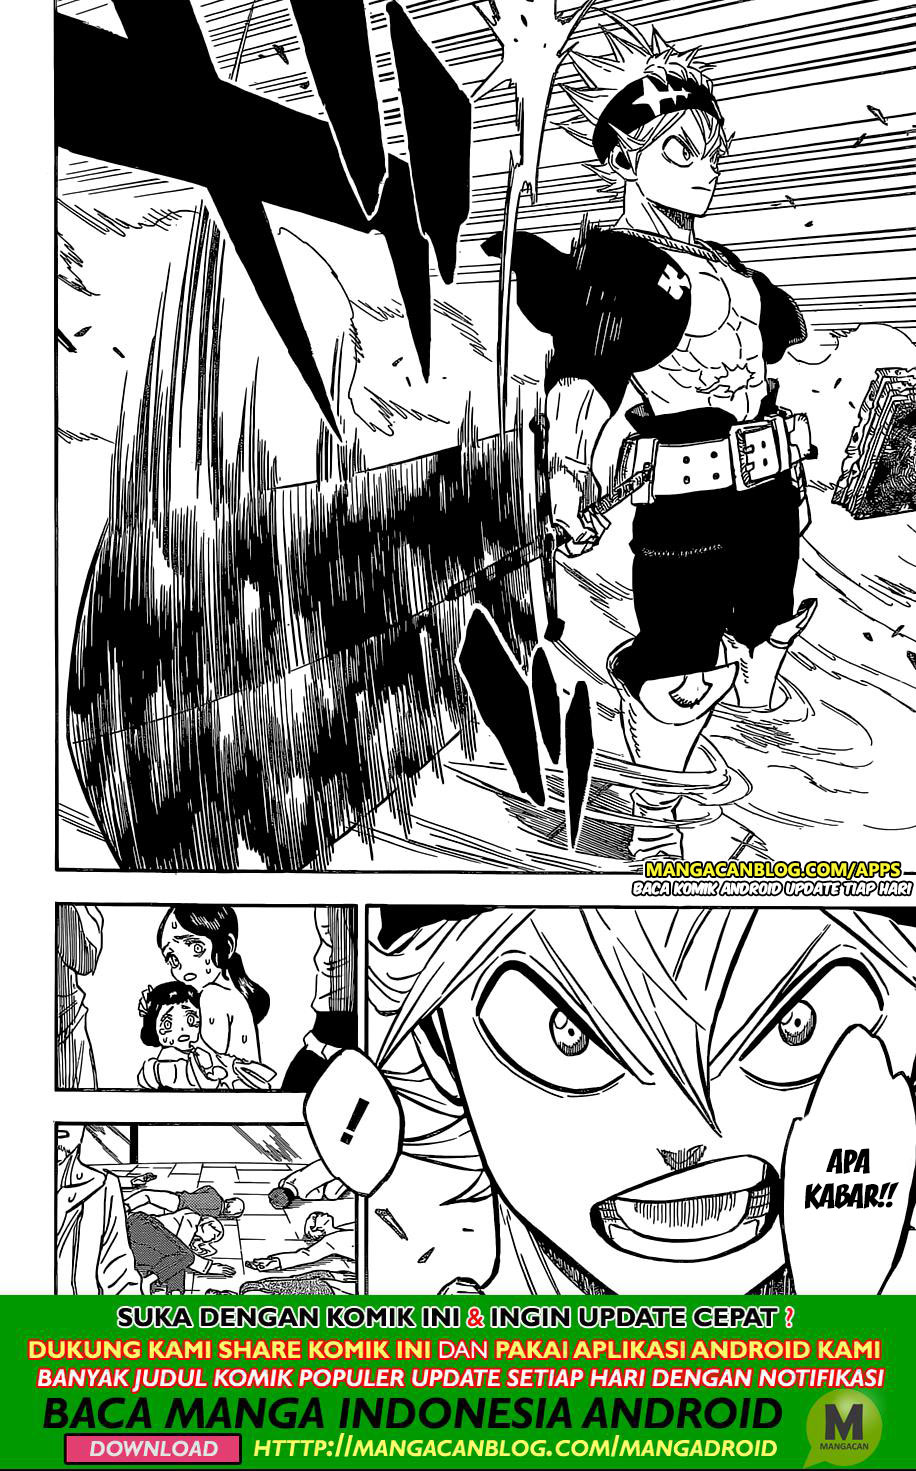 MANGACANBLOG.COM/APPS
BACA KOMIK ANDROID UPDATE TIAP HARI
!
APA
KABAR!!
SUKA DENGAN KOMIK INI & INGIN UPDATE CEPAT ?
DUKUNG KAMI SHARE KOMIK INI DAN PAKAI APLIKASI ANDROID KAMI
BANYAK JUDUL KOMIK POPULER UPDATE SETIAP HARI DENGAN NOTIFIKASI
BACA MANGA INDONESIA ANDROID
DOWNLOAD HTTTP://MANGACANBLOG.COM/MANGADROID
M
MANGACAN